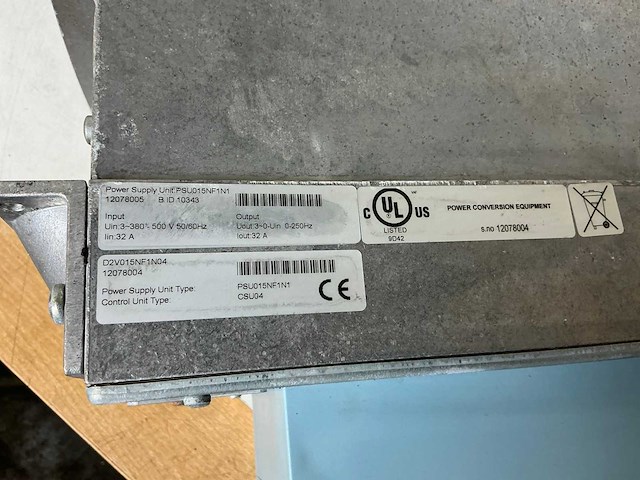 Power Supply Unit:PSU015NF1N1
12078005 B.ID 10343
Input
Output
Uin:3~380 - 500 V 50/60Hz
Uout:3~0-Uin 0-250Hz
Iin:32 A
Iout:32 A
C UL US
LISTED
9D42
POWER CONVERSION EQUIPMENT
s.no 12078004
D2V015NF1N04
12078004
Power Supply Unit Type: PSU015NF1N1
Control Unit Type: CSU04
CE